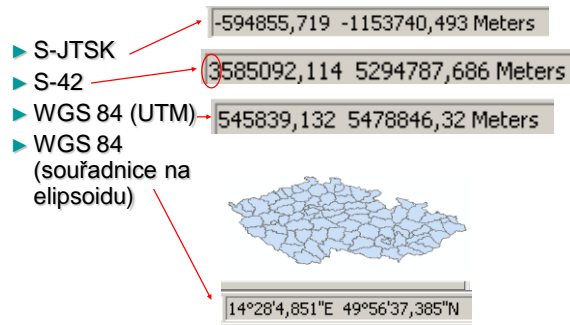 -594855,719 -1153740,493 Meters
► S-JTSK
3585092,114 5294787,686 Meters
► S-42
► WGS 84 (UTM)
545839,132 5478846,32 Meters
► WGS 84
(souřadnice na
elipsoidu)
14°28'4,851"E 49°56'37,385"N